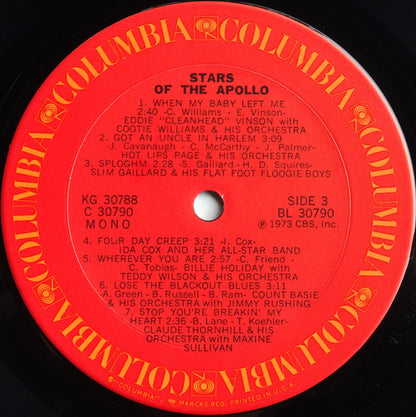 COLUMBIA COLUMBIA COLUMBIA COLUMBIA COLUMBIA COLUMBIA
STARS
OF THE APOLLO
1. WHEN MY BABY LEFT ME
2:40 -C. Williams - E. Vinson-
EDDIE "CLEANHEAD" VINSON with
COOTIE WILLIAMS & HIS ORCHESTRA
2. GOT AN UNCLE IN HARLEM 3:09
-J. Cavanaugh - C. McCarthy - J. Palmer-
HOT LIPS PAGE & HIS ORCHESTRA
3. SPLOGHM 2:28 -S. Gaillard - H. D. Squires-
SLIM GAILLARD & HIS FLAT FOOT FLOOGIE BOYS
KG 30788
C 30790
MONO
SIDE 3
BL 30790
℗ 1973 CBS, Inc.
4. FOUR DAY CREEP 3:21 -I. Cox-
IDA COX AND HER ALL-STAR BAND
5. WHEREVER YOU ARE 2:57 -C. Friend -
C. Tobias- BILLIE HOLIDAY with
TEDDY WILSON & HIS ORCHESTRA
6. LOSE THE BLACKOUT BLUES 3:11
-A. Green - B. Russell - B. Ram- COUNT BASIE
& HIS ORCHESTRA with JIMMY RUSHING
7. STOP YOU'RE BREAKIN' MY
HEART 2:36 -B. Lane - T. Koehler-
CLAUDE THORNHILL & HIS
ORCHESTRA with MAXINE
SULLIVAN
® "COLUMBIA", MARCAS REG. PRINTED IN U.S.A.